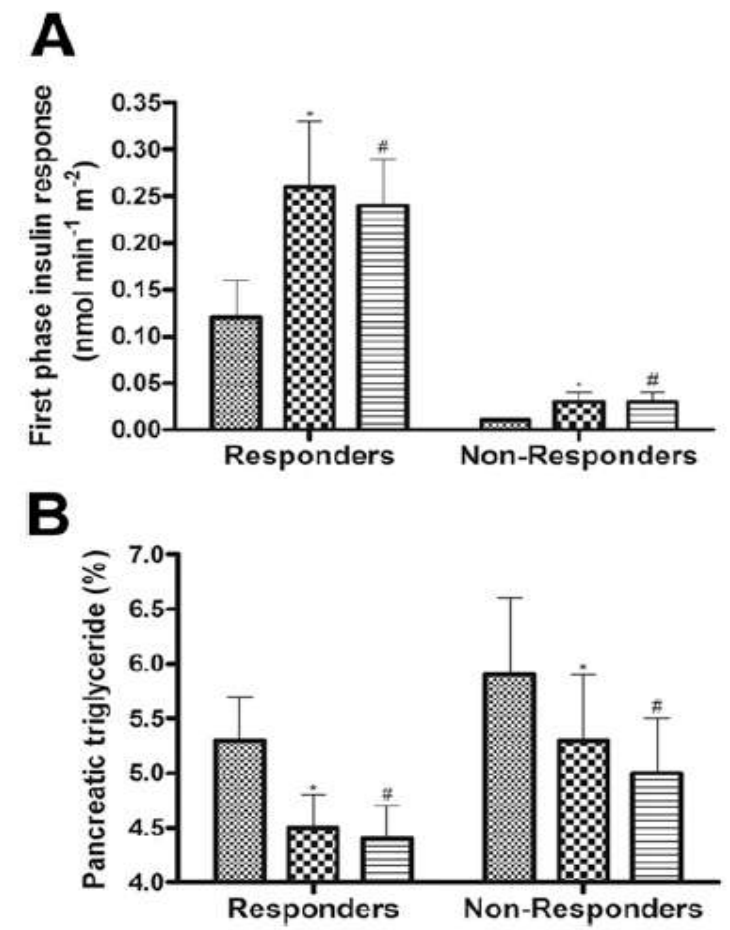 A
First phase insulin response
(nmol min-1 m-2)
0.35
0.30
0.25
0.20
0.15
0.10
0.05
0.00
*
#
*
#
Responders
Non-Responders
B
Pancreatic triglyceride (%)
7.0
6.5
6.0
5.5
5.0
4.5
4.0
*
#
*
#
Responders
Non-Responders